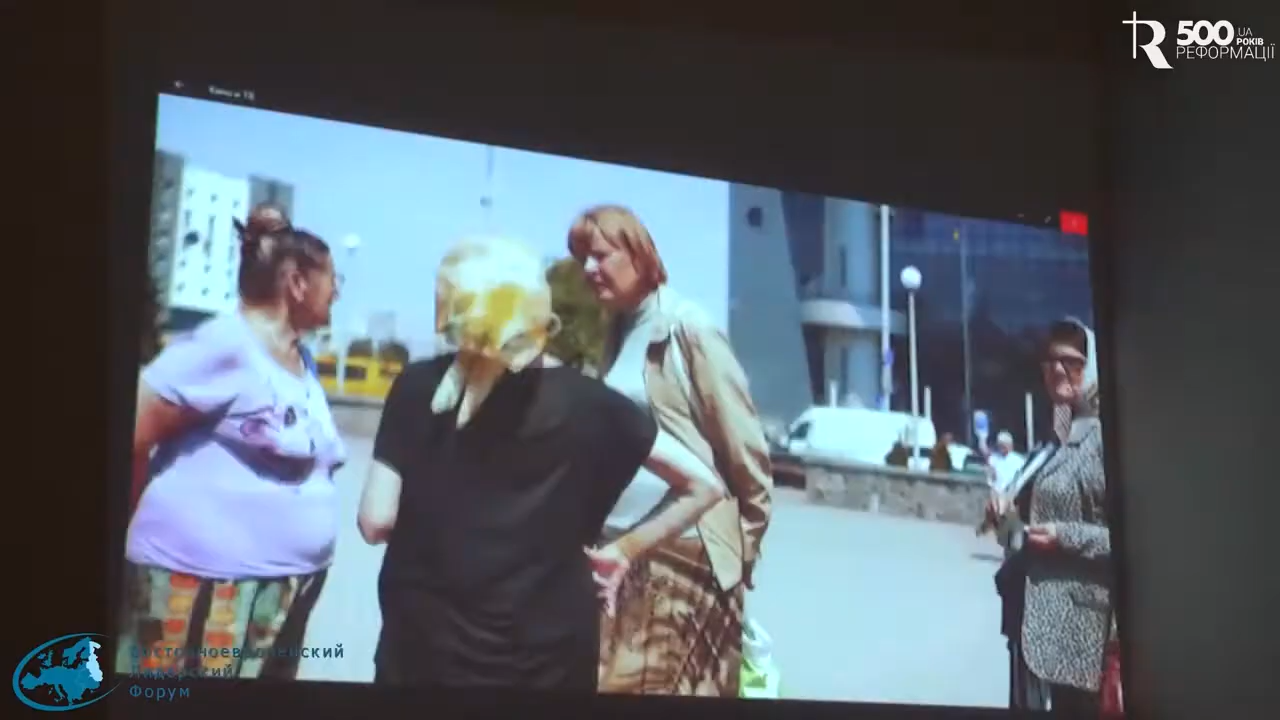 500 UA
РОКІВ
РЕФОРМАЦІЇ
Восточноевропейский
Лидерский
Форум